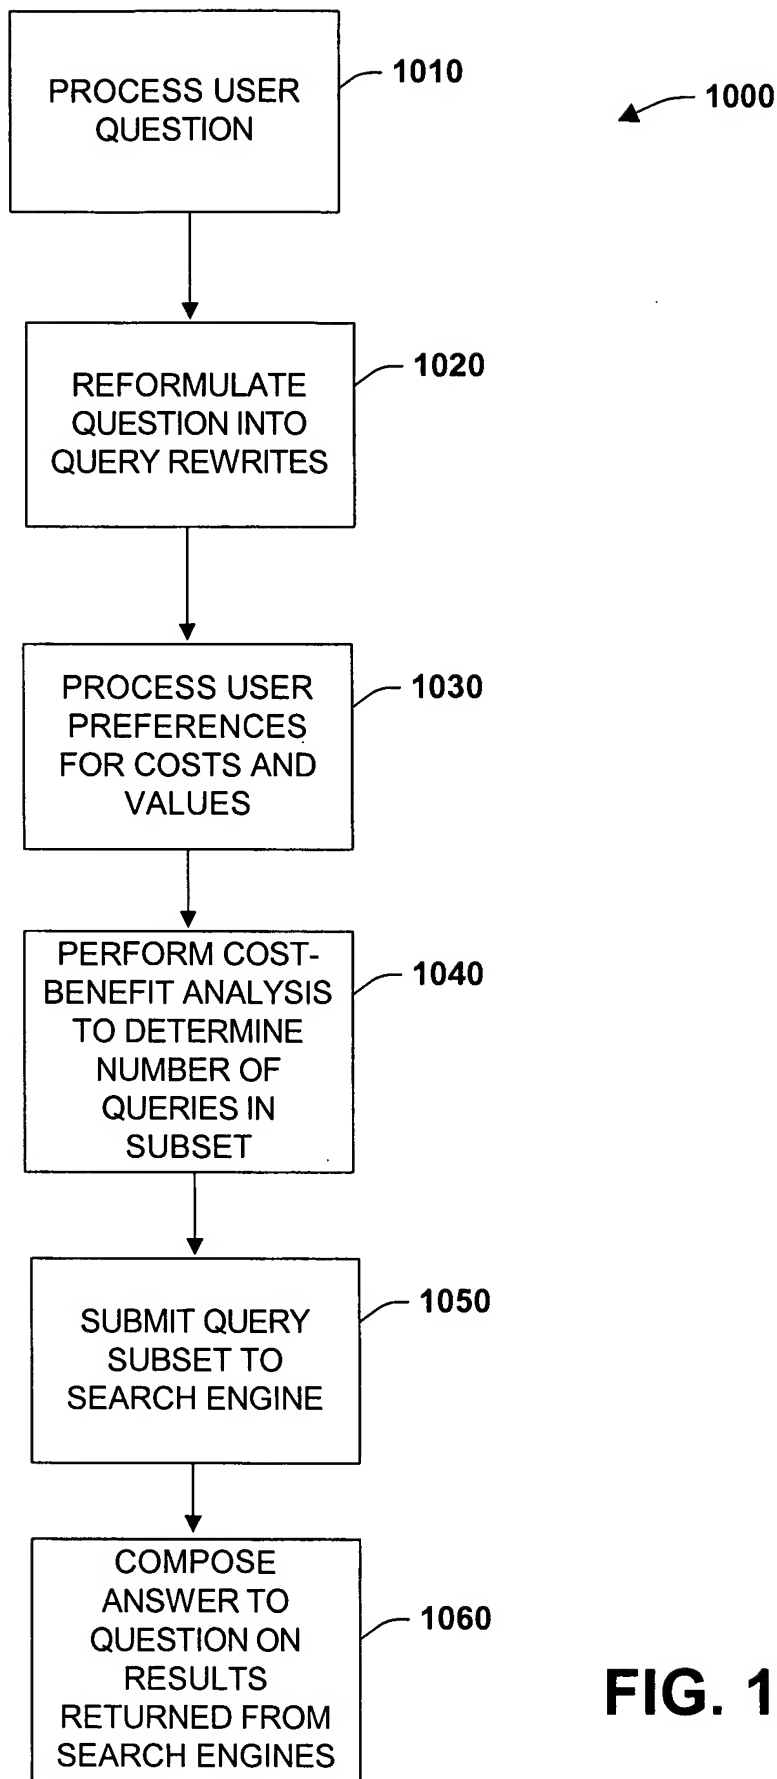 PROCESS USER
QUESTION
1010
1000
REFORMULATE
QUESTION INTO
QUERY REWRITES
1020
PROCESS USER
PREFERENCES
FOR COSTS AND
VALUES
1030
PERFORM COST-
BENEFIT ANALYSIS
TO DETERMINE
NUMBER OF
QUERIES IN
SUBSET
1040
SUBMIT QUERY
SUBSET TO
SEARCH ENGINE
1050
COMPOSE
ANSWER TO
QUESTION ON
RESULTS
RETURNED FROM
SEARCH ENGINES
1060
FIG. 1